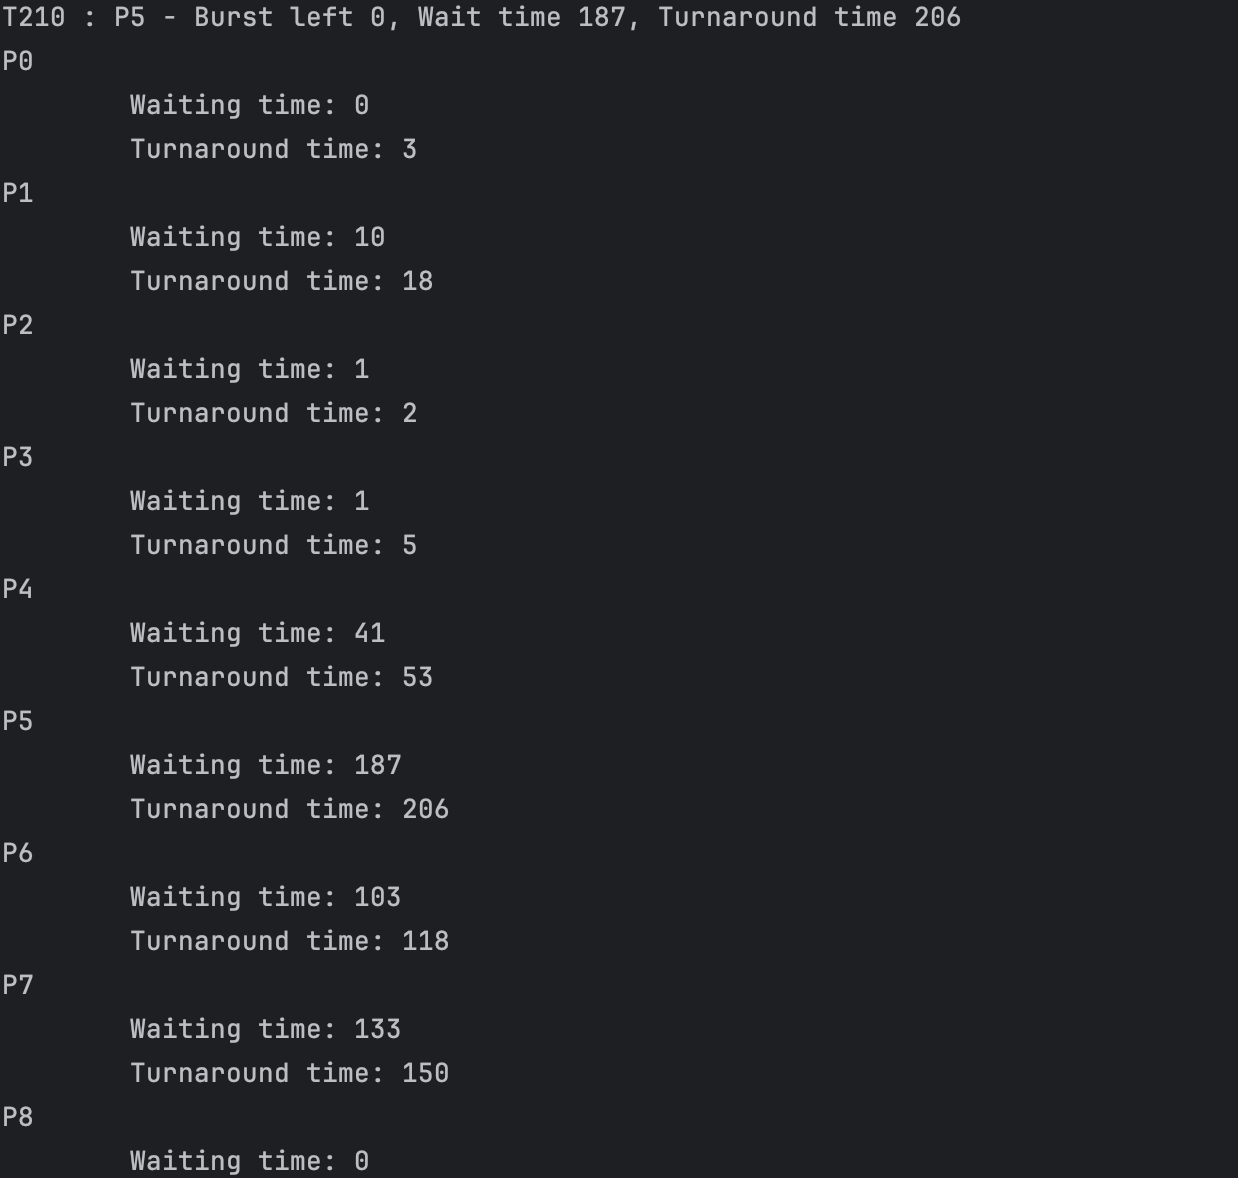 T210 : P5 - Burst left 0, Wait time 187, Turnaround time 206
P0
Waiting time: 0
Turnaround time: 3
P1
Waiting time: 10
Turnaround time: 18
P2
Waiting time: 1
Turnaround time: 2
P3
Waiting time: 1
Turnaround time: 5
P4
Waiting time: 41
Turnaround time: 53
P5
Waiting time: 187
Turnaround time: 206
P6
Waiting time: 103
Turnaround time: 118
P7
Waiting time: 133
Turnaround time: 150
P8
Waiting time: 0